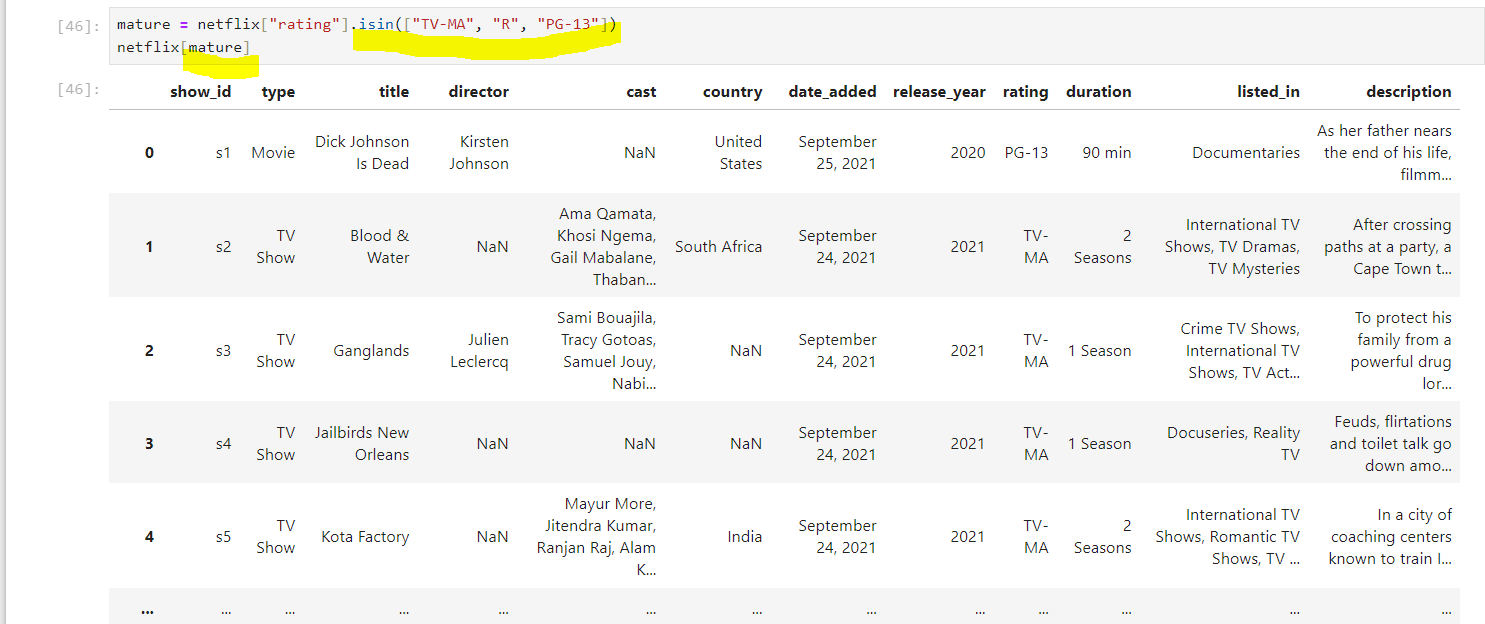 [46]: mature = netflix["rating"].isin(["TV-MA", "R", "PG-13"])
netflix[mature]
[46]: show_id type title director cast country date_added release_year rating duration listed_in description
0 s1 Movie Dick Johnson Is Dead Kirsten Johnson NaN United States September 25, 2021 2020 PG-13 90 min Documentaries As her father nears the end of his life, filmm...
1 s2 TV Show Blood & Water NaN Ama Qamata, Khosi Ngema, Gail Mabalane, Thaban... South Africa September 24, 2021 2021 TV-MA 2 Seasons International TV Shows, TV Dramas, TV Mysteries After crossing paths at a party, a Cape Town t...
2 s3 TV Show Ganglands Julien Leclercq Sami Bouajila, Tracy Gotoas, Samuel Jouy, Nabi... NaN September 24, 2021 2021 TV-MA 1 Season Crime TV Shows, International TV Shows, TV Act... To protect his family from a powerful drug lor...
3 s4 TV Show Jailbirds New Orleans NaN NaN NaN September 24, 2021 2021 TV-MA 1 Season Docuseries, Reality TV Feuds, flirtations and toilet talk go down amo...
4 s5 TV Show Kota Factory NaN Mayur More, Jitendra Kumar, Ranjan Raj, Alam K... India September 24, 2021 2021 TV-MA 2 Seasons International TV Shows, Romantic TV Shows, TV ... In a city of coaching centers known to train I...
... ... ... ... ... ... ... ... ... ... ... ... ...